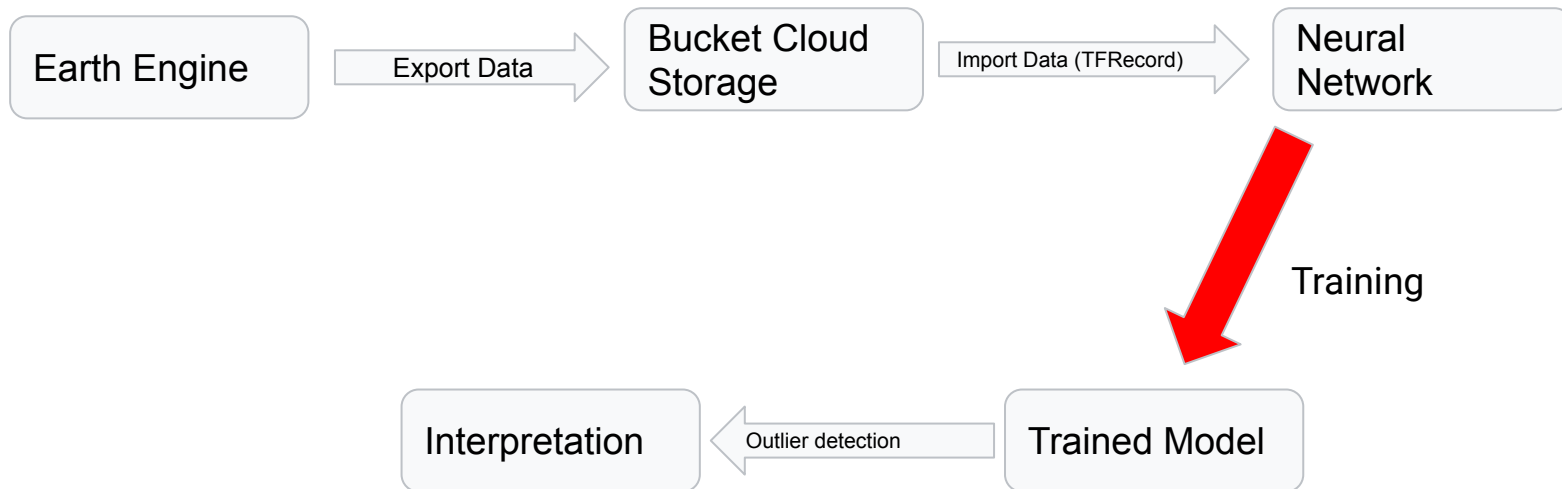 Earth Engine
Export Data
Bucket Cloud
Storage
Import Data (TFRecord)
Neural
Network
Training
Interpretation
Outlier detection
Trained Model